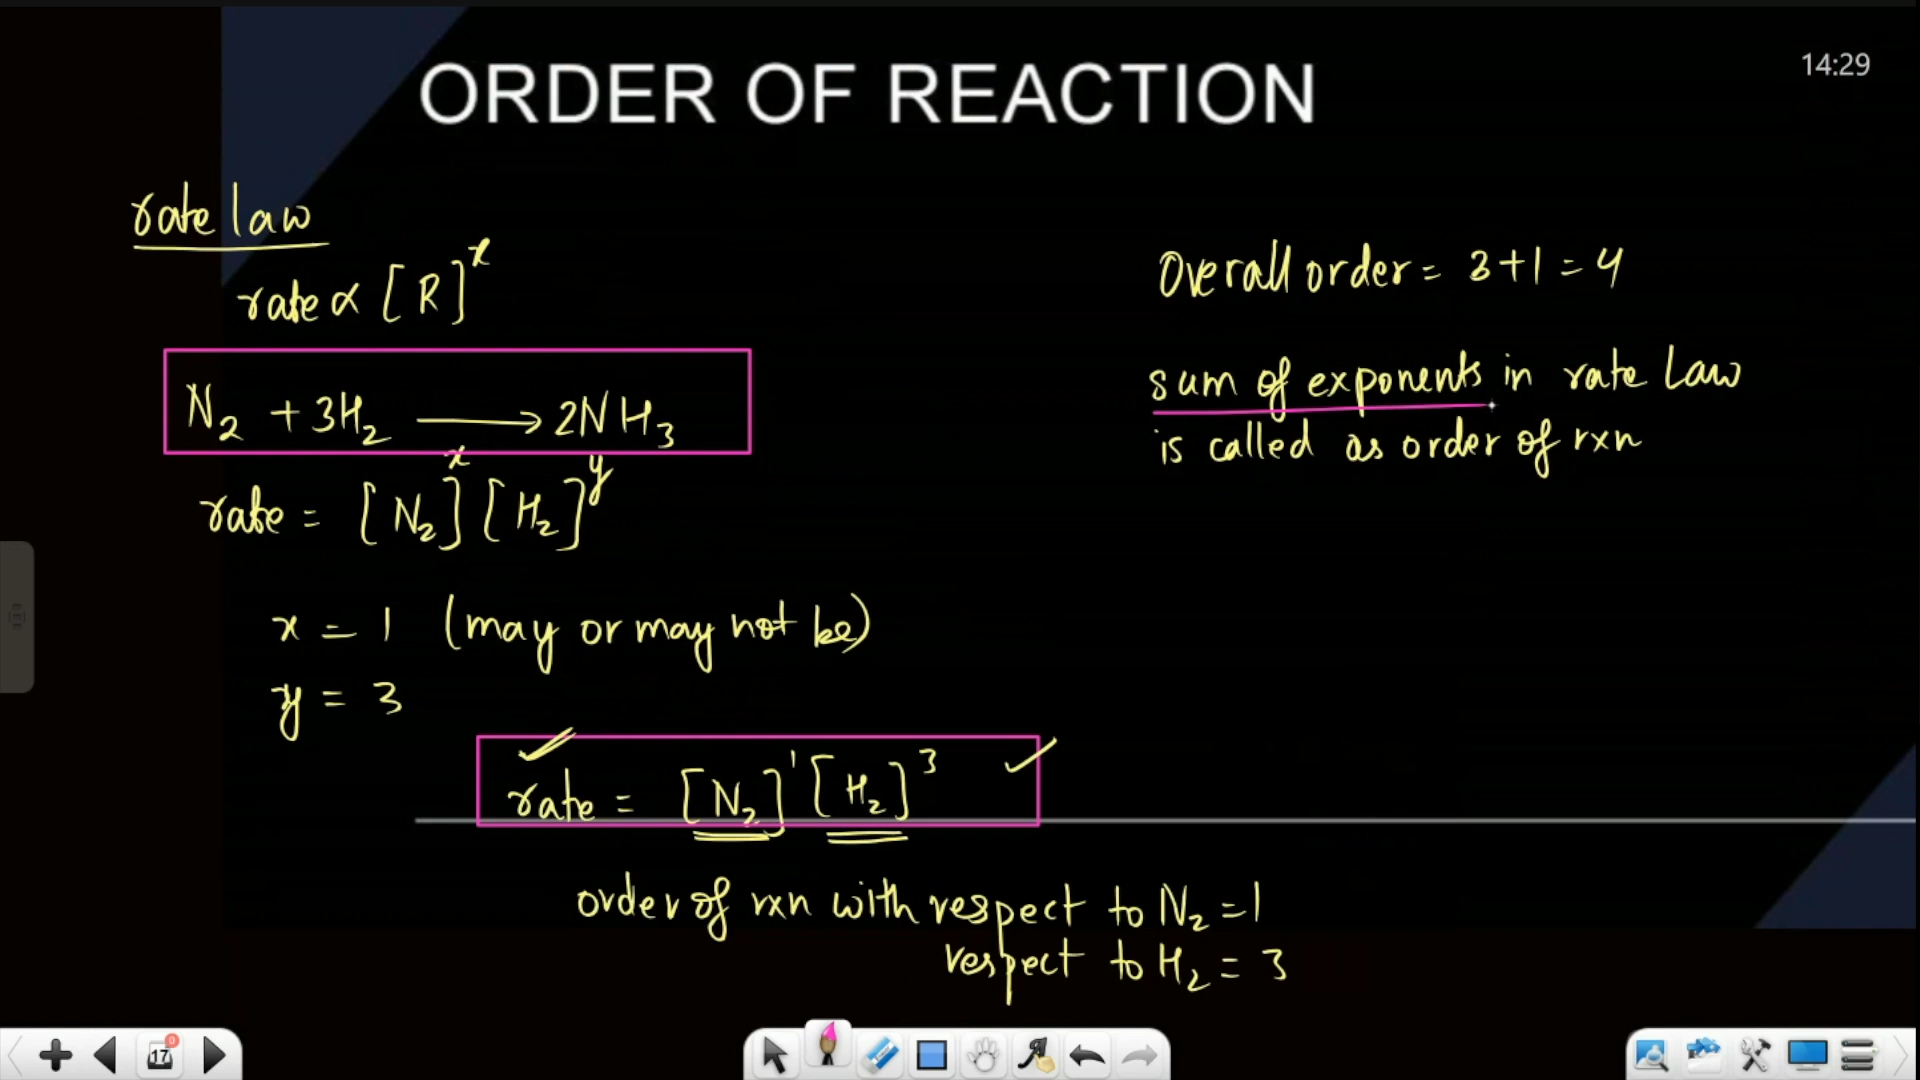 ORDER OF REACTION
14:29
rate law
rate ∝ [R]^x
N₂ + 3H₂ ⟶ 2NH₃
rate = [N₂]^x [H₂]^y
x = 1 (may or may not be)
y = 3
rate = [N₂]^1 [H₂]^3
order of rxn with respect to N₂ = 1
respect to H₂ = 3
Overall order = 3+1 = 4
sum of exponents in rate Law
is called as order of rxn
17
0